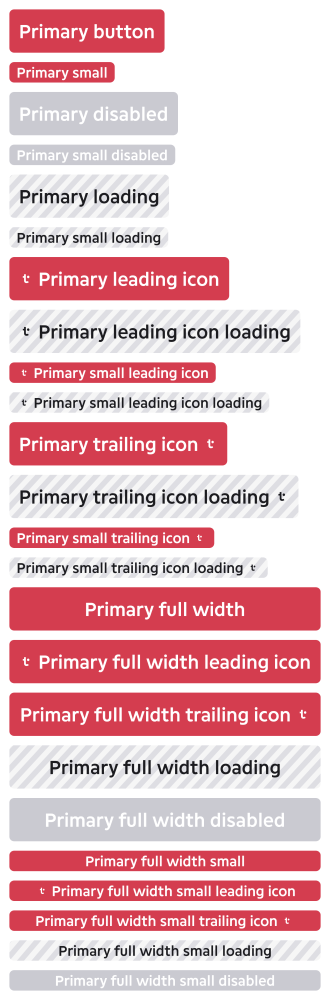 Primary button
Primary small
Primary disabled
Primary small disabled
Primary loading
Primary small loading
Primary leading icon
Primary leading icon loading
Primary small leading icon
Primary small leading icon loading
Primary trailing icon
Primary trailing icon loading
Primary small trailing icon
Primary small trailing icon loading
Primary full width
Primary full width leading icon
Primary full width trailing icon
Primary full width loading
Primary full width disabled
Primary full width small
Primary full width small leading icon
Primary full width small trailing icon
Primary full width small loading
Primary full width small disabled